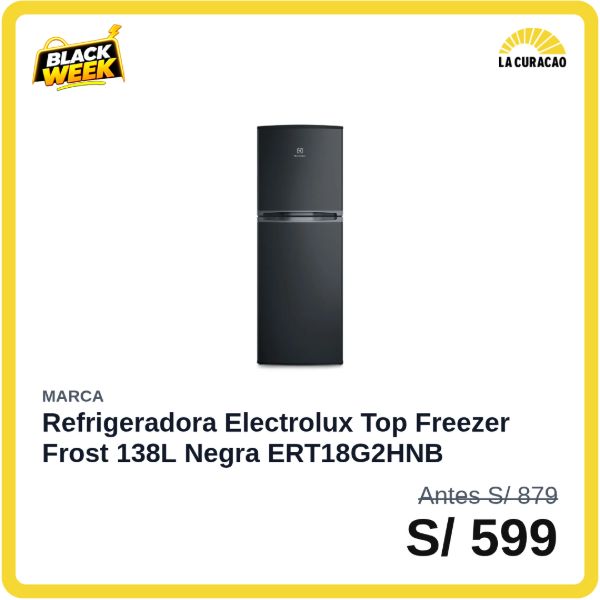 BLACK
WEEK
LA CURACAO
MARCA
Refrigeradora Electrolux Top Freezer
Frost 138L Negra ERT18G2HNB
Antes S/ 879
S/ 599